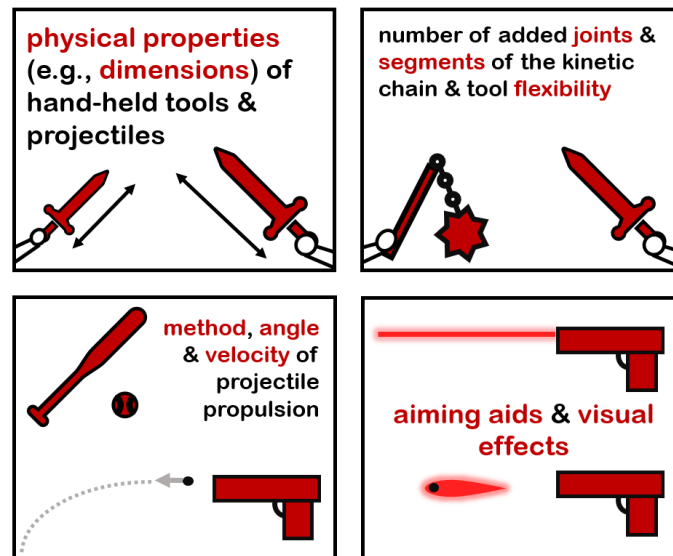 physical properties
(e.g., dimensions) of
hand-held tools &
projectiles
number of added joints &
segments of the kinetic
chain & tool flexibility
method, angle
& velocity of
projectile
propulsion
aiming aids & visual
effects